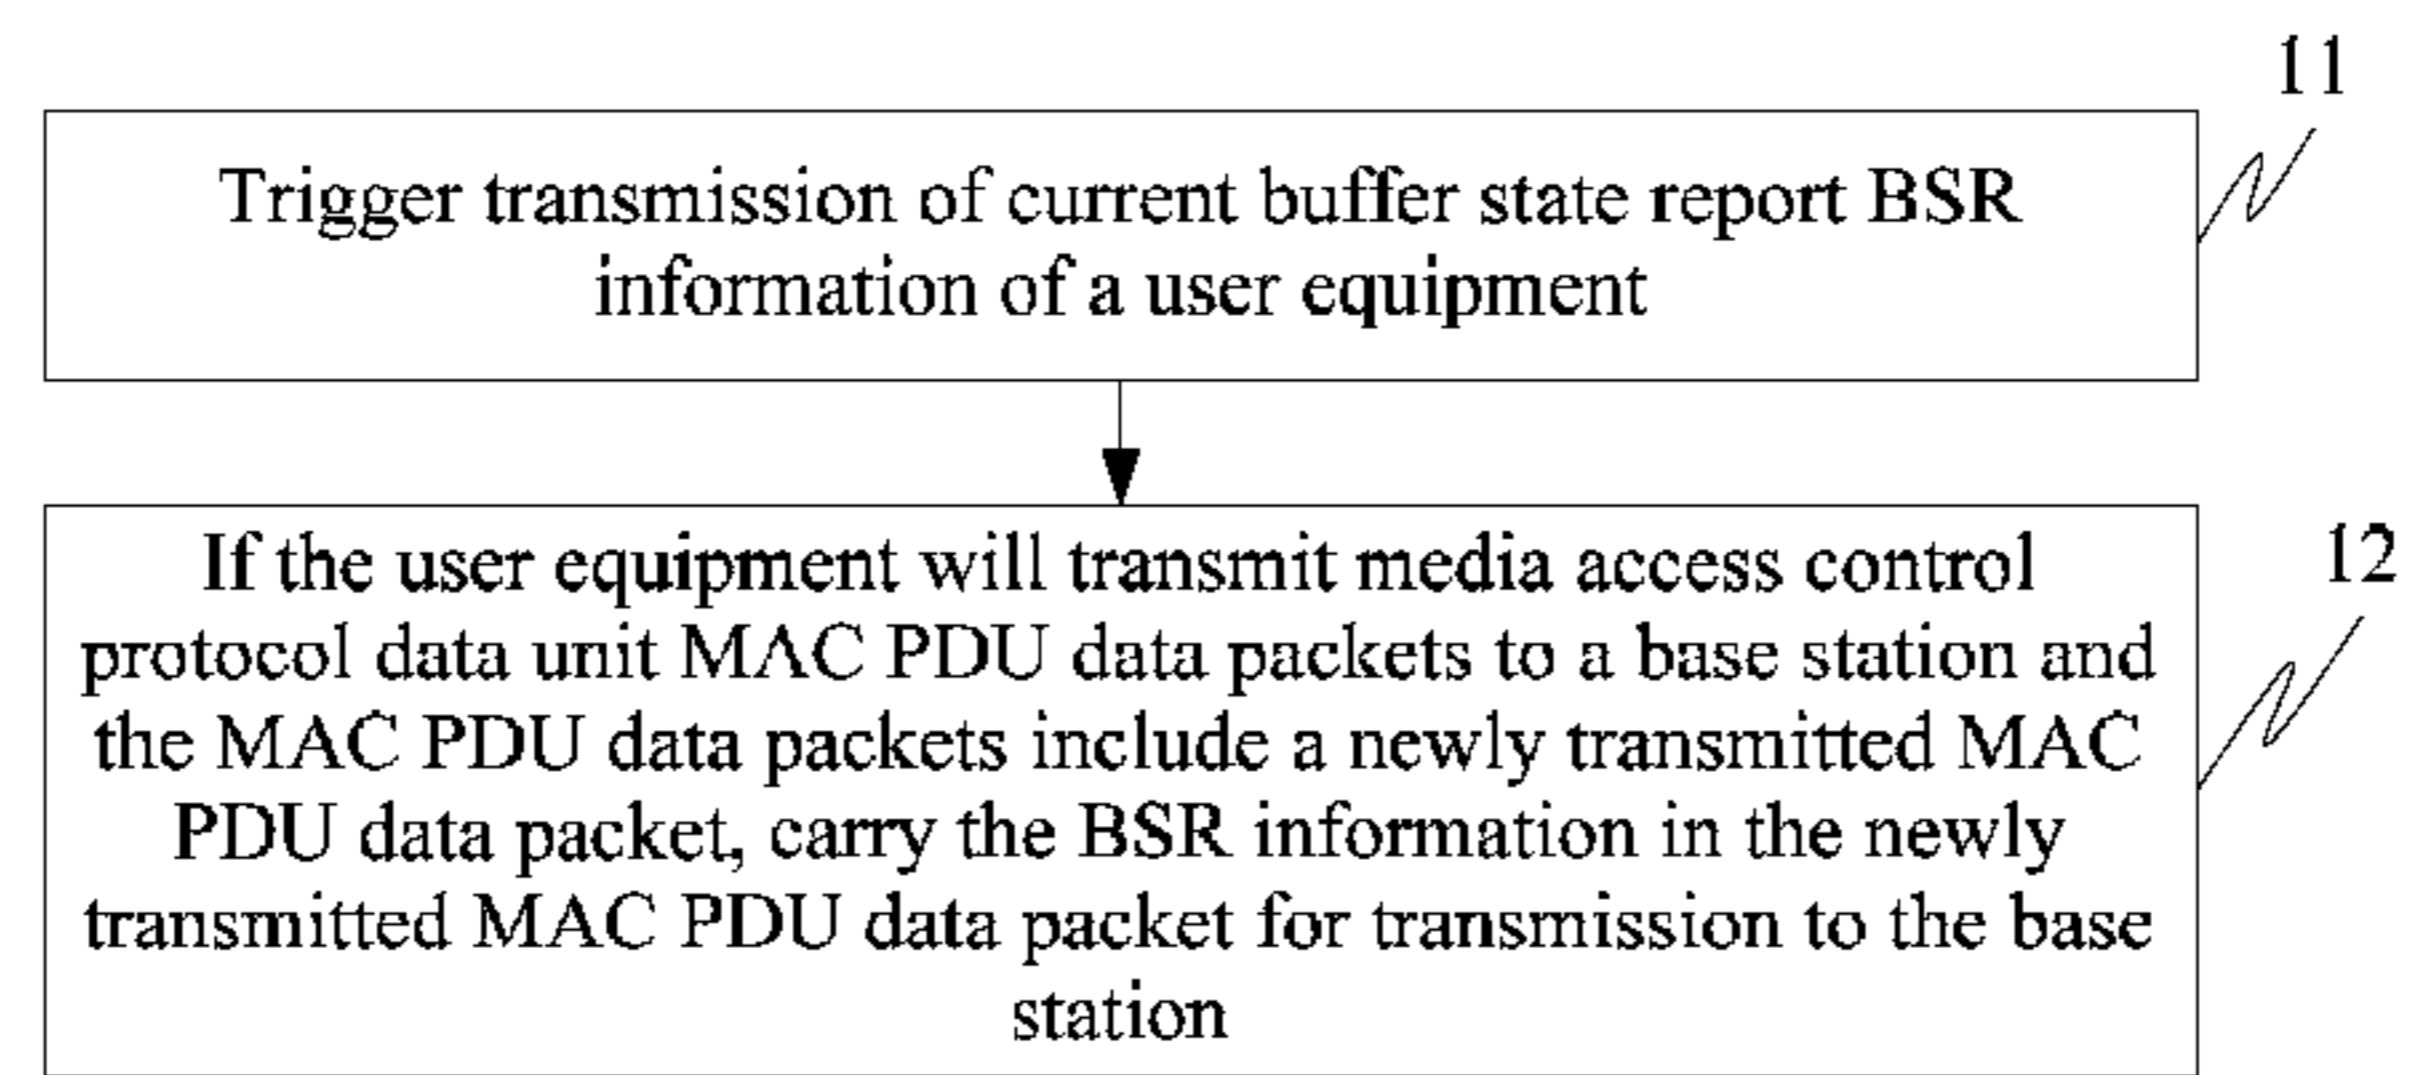 11
Trigger transmission of current buffer state report BSR
information of a user equipment
If the user equipment will transmit media access control
12
protocol data unit MAC PDU data packets to a base station and
the MAC PDU data packets include a newly transmitted MAC
PDU data packet, carry the BSR information in the newly
transmitted MAC PDU data packet for transmission to the base
station